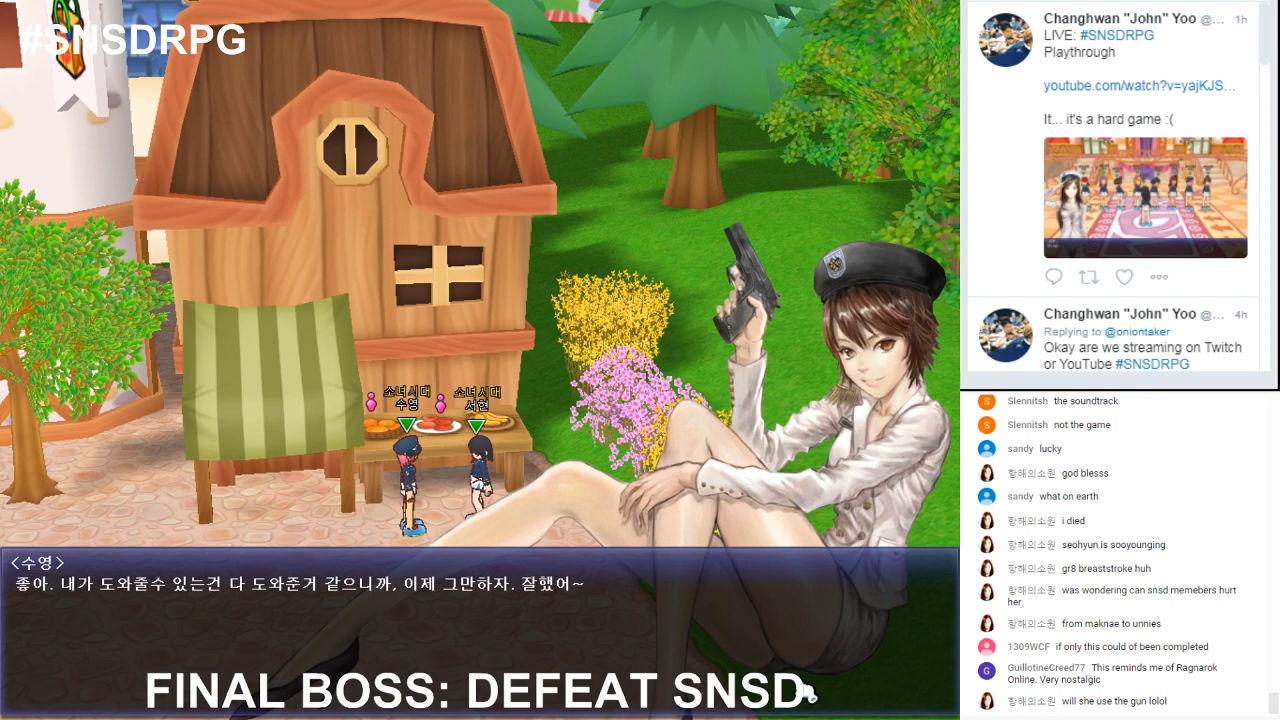 #SNSDRPG
소녀시대
수영
소녀시대
서현
<수영>
좋아. 내가 도와줄수 있는건 다 도와준거 같으니까, 이제 그만하자. 잘했어~
FINAL BOSS: DEFEAT SNSD
Changhwan "John" Yoo @... 1h
LIVE: #SNSDRPG
Playthrough
youtube.com/watch?v=yajKJS...
It... it's a hard game :(
Changhwan "John" Yoo @... 4h
Replying to @oniontaker
Okay are we streaming on Twitch
or YouTube #SNSDRPG
S Slennitsh the soundtrack
S Slennitsh not the game
sandy lucky
항해의소원 god blesss
sandy what on earth
항해의소원 i died
항해의소원 seohyun is sooyounging
항해의소원 gr8 breaststroke huh
항해의소원 was wondering can snsd memebers hurt
her
항해의소원 from maknae to unnies
1309WCF if only this could of been completed
G GuillotineCreed77 This reminds me of Ragnarok
Online. Very nostalgic
항해의소원 will she use the gun lolol